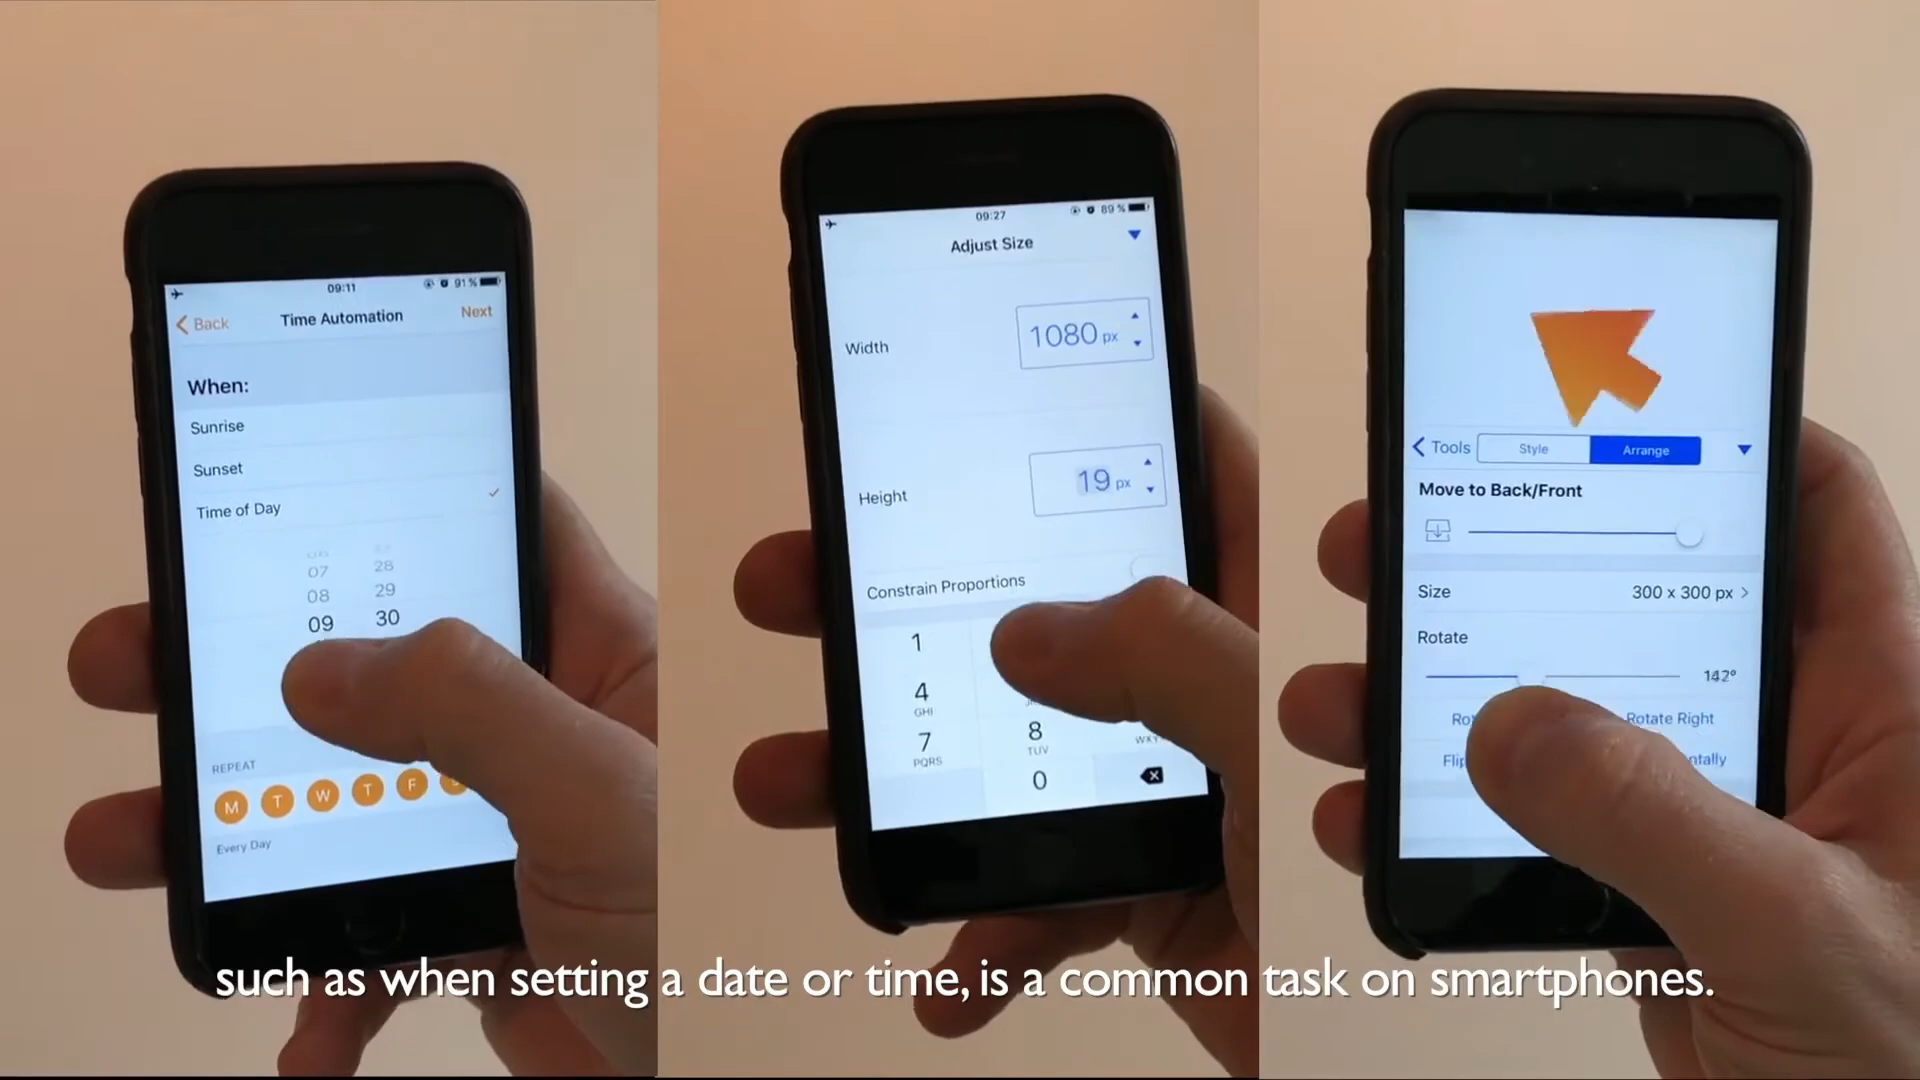 09:11
91%
Back
Time Automation
Next
When:
Sunrise
Sunset
Time of Day
07 28
08 29
09 30
REPEAT
M T W T F
Every Day
09:27
89%
Adjust Size
Width
1080 px
Height
19 px
Constrain Proportions
1
4
GHI
7
PQRS
8
TUV
0
Tools
Style
Arrange
Move to Back/Front
Size
300 x 300 px
Rotate
142°
Rotate Right
such as when setting a date or time, is a common task on smartphones.